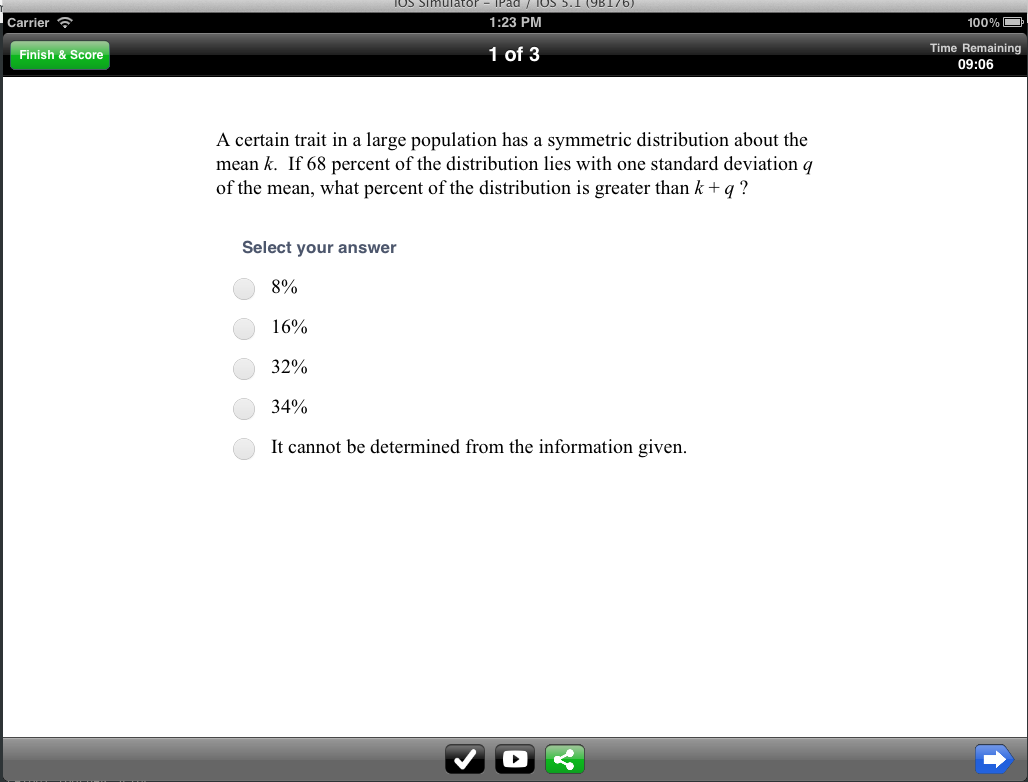 iOS Simulator – iPad / iOS 5.1 (9B176)
Carrier 1:23 PM 100%
Finish & Score 1 of 3 Time Remaining
09:06
A certain trait in a large population has a symmetric distribution about the
mean k. If 68 percent of the distribution lies with one standard deviation q
of the mean, what percent of the distribution is greater than k + q ?
Select your answer
8%
16%
32%
34%
It cannot be determined from the information given.